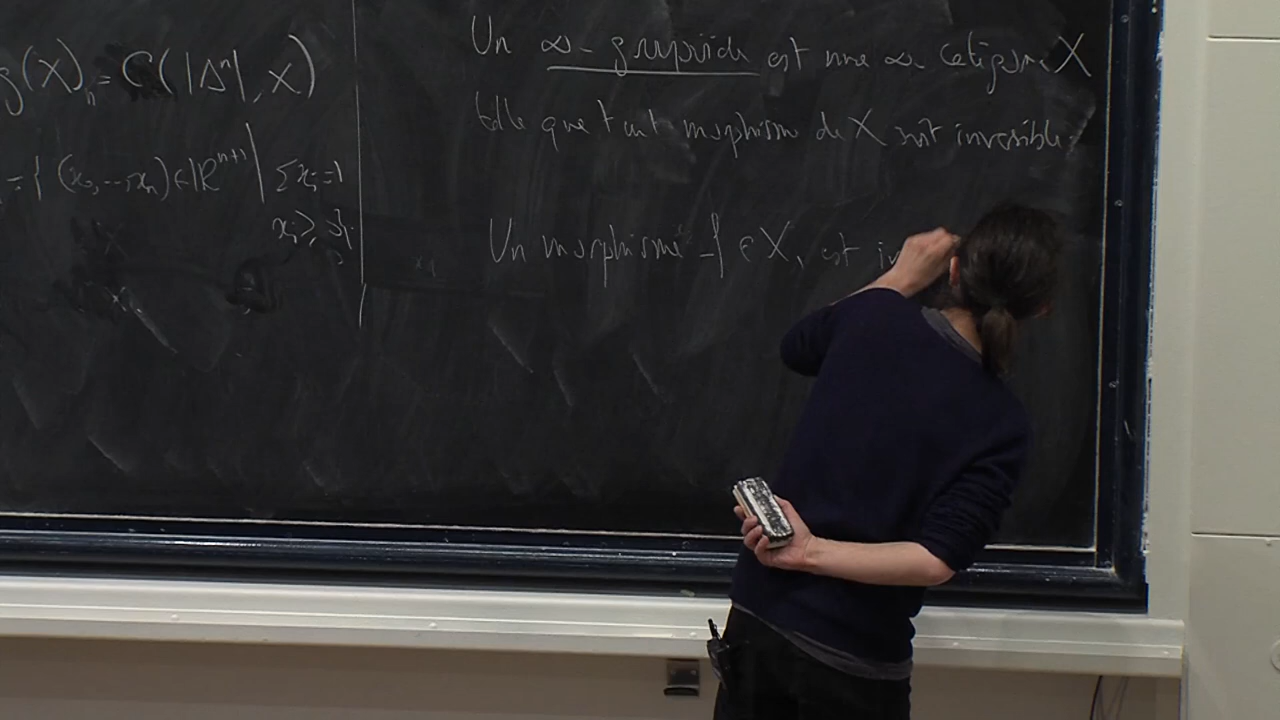 g(X)ₙ = C(|Δⁿ|, X)
= { (x₀, ..., xₙ) ∈ ℝⁿ⁺¹ | Σxᵢ = 1
xᵢ ≥ 0 }.
Un ∞-groupoïde est une ∞-catégorie X
telle que tout morphisme de X soit inversible.
Un morphisme f ∈ X₁ est in